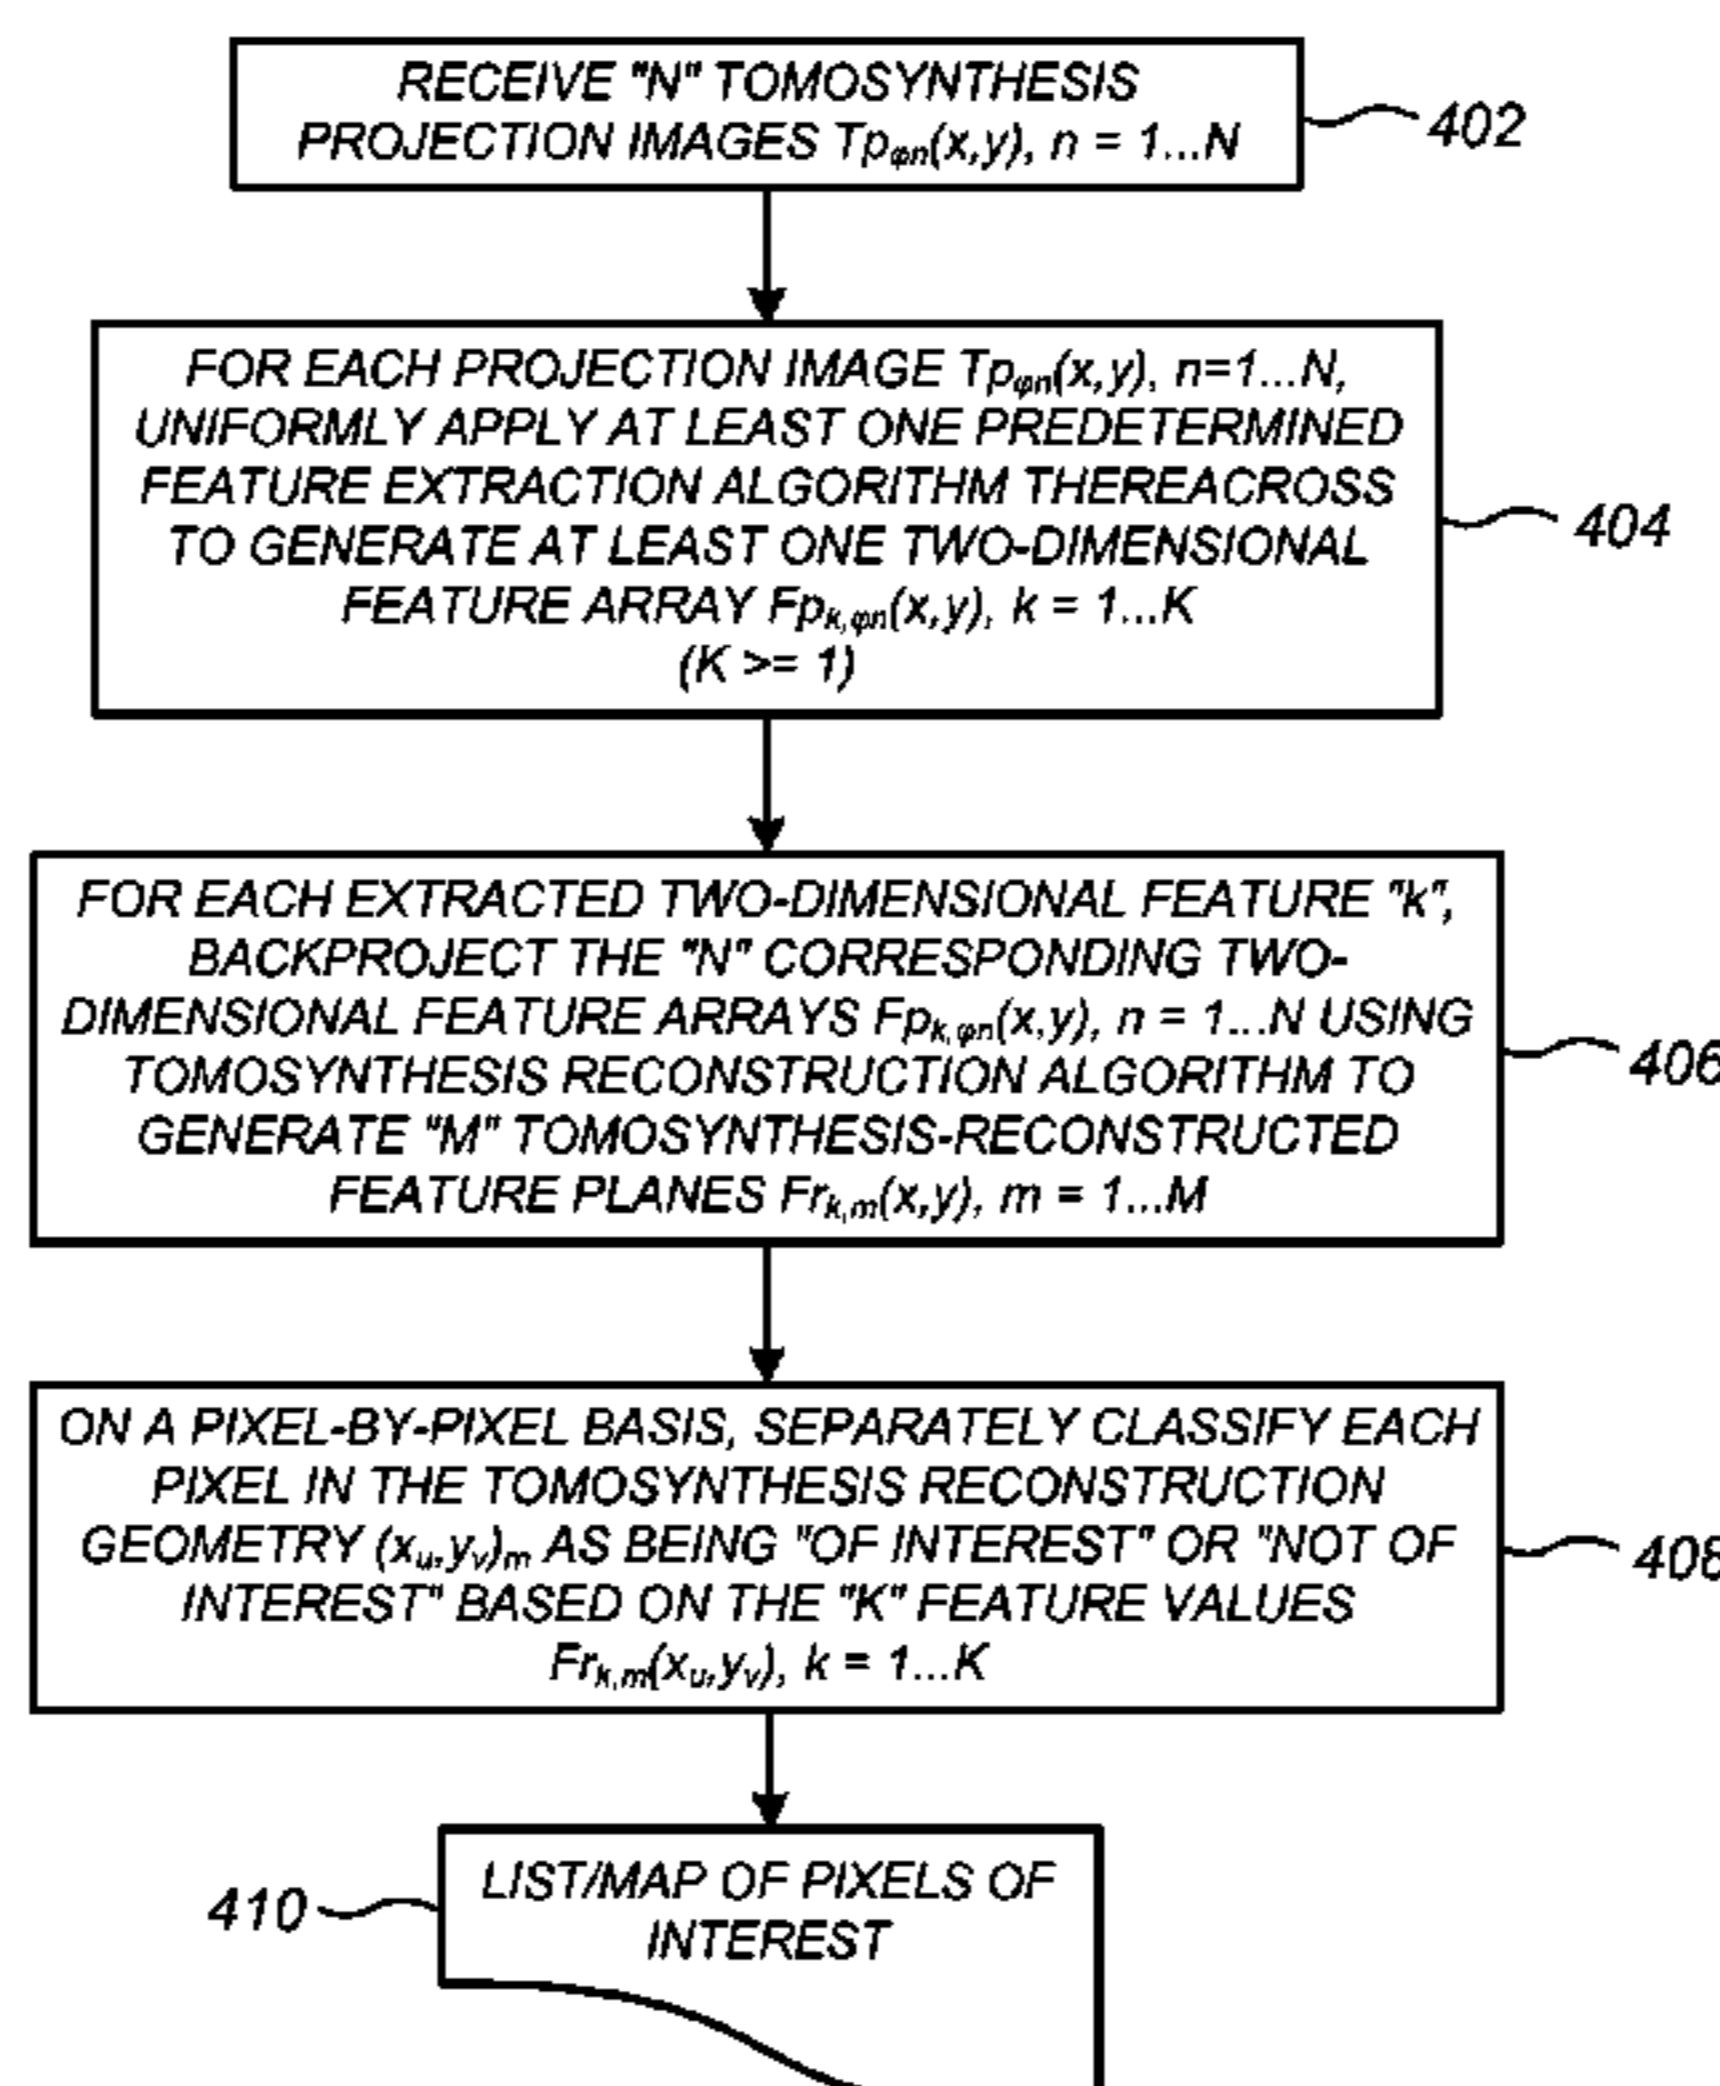 RECEIVE "N" TOMOSYNTHESIS
PROJECTION IMAGES Tpφn(x,y), n = 1...N
402
FOR EACH PROJECTION IMAGE Tpφn(x,y), n=1...N,
UNIFORMLY APPLY AT LEAST ONE PREDETERMINED
FEATURE EXTRACTION ALGORITHM THEREACROSS
TO GENERATE AT LEAST ONE TWO-DIMENSIONAL
FEATURE ARRAY Fpk,φn(x,y), k = 1...K
(K >= 1)
404
FOR EACH EXTRACTED TWO-DIMENSIONAL FEATURE "k",
BACKPROJECT THE "N" CORRESPONDING TWO-
DIMENSIONAL FEATURE ARRAYS Fpk,φn(x,y), n = 1...N USING
TOMOSYNTHESIS RECONSTRUCTION ALGORITHM TO
GENERATE "M" TOMOSYNTHESIS-RECONSTRUCTED
FEATURE PLANES Frk,m(x,y), m = 1...M
406
ON A PIXEL-BY-PIXEL BASIS, SEPARATELY CLASSIFY EACH
PIXEL IN THE TOMOSYNTHESIS RECONSTRUCTION
GEOMETRY (xu,yv)m AS BEING "OF INTEREST" OR "NOT OF
INTEREST" BASED ON THE "K" FEATURE VALUES
Frk,m(xu,yv), k = 1...K
408
LIST/MAP OF PIXELS OF
INTEREST
410